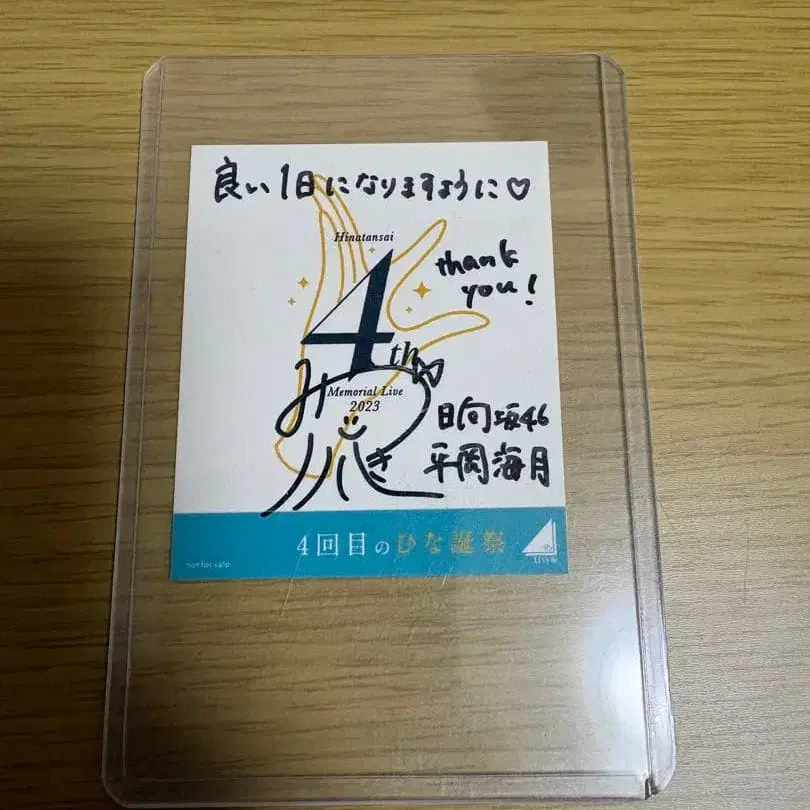 良い1日になりますように♡
Hinatansai
thank
you!
4th
Memorial Live
2023
みつき
日向坂46
平岡海月
4回目のひな誕祭
not for sale